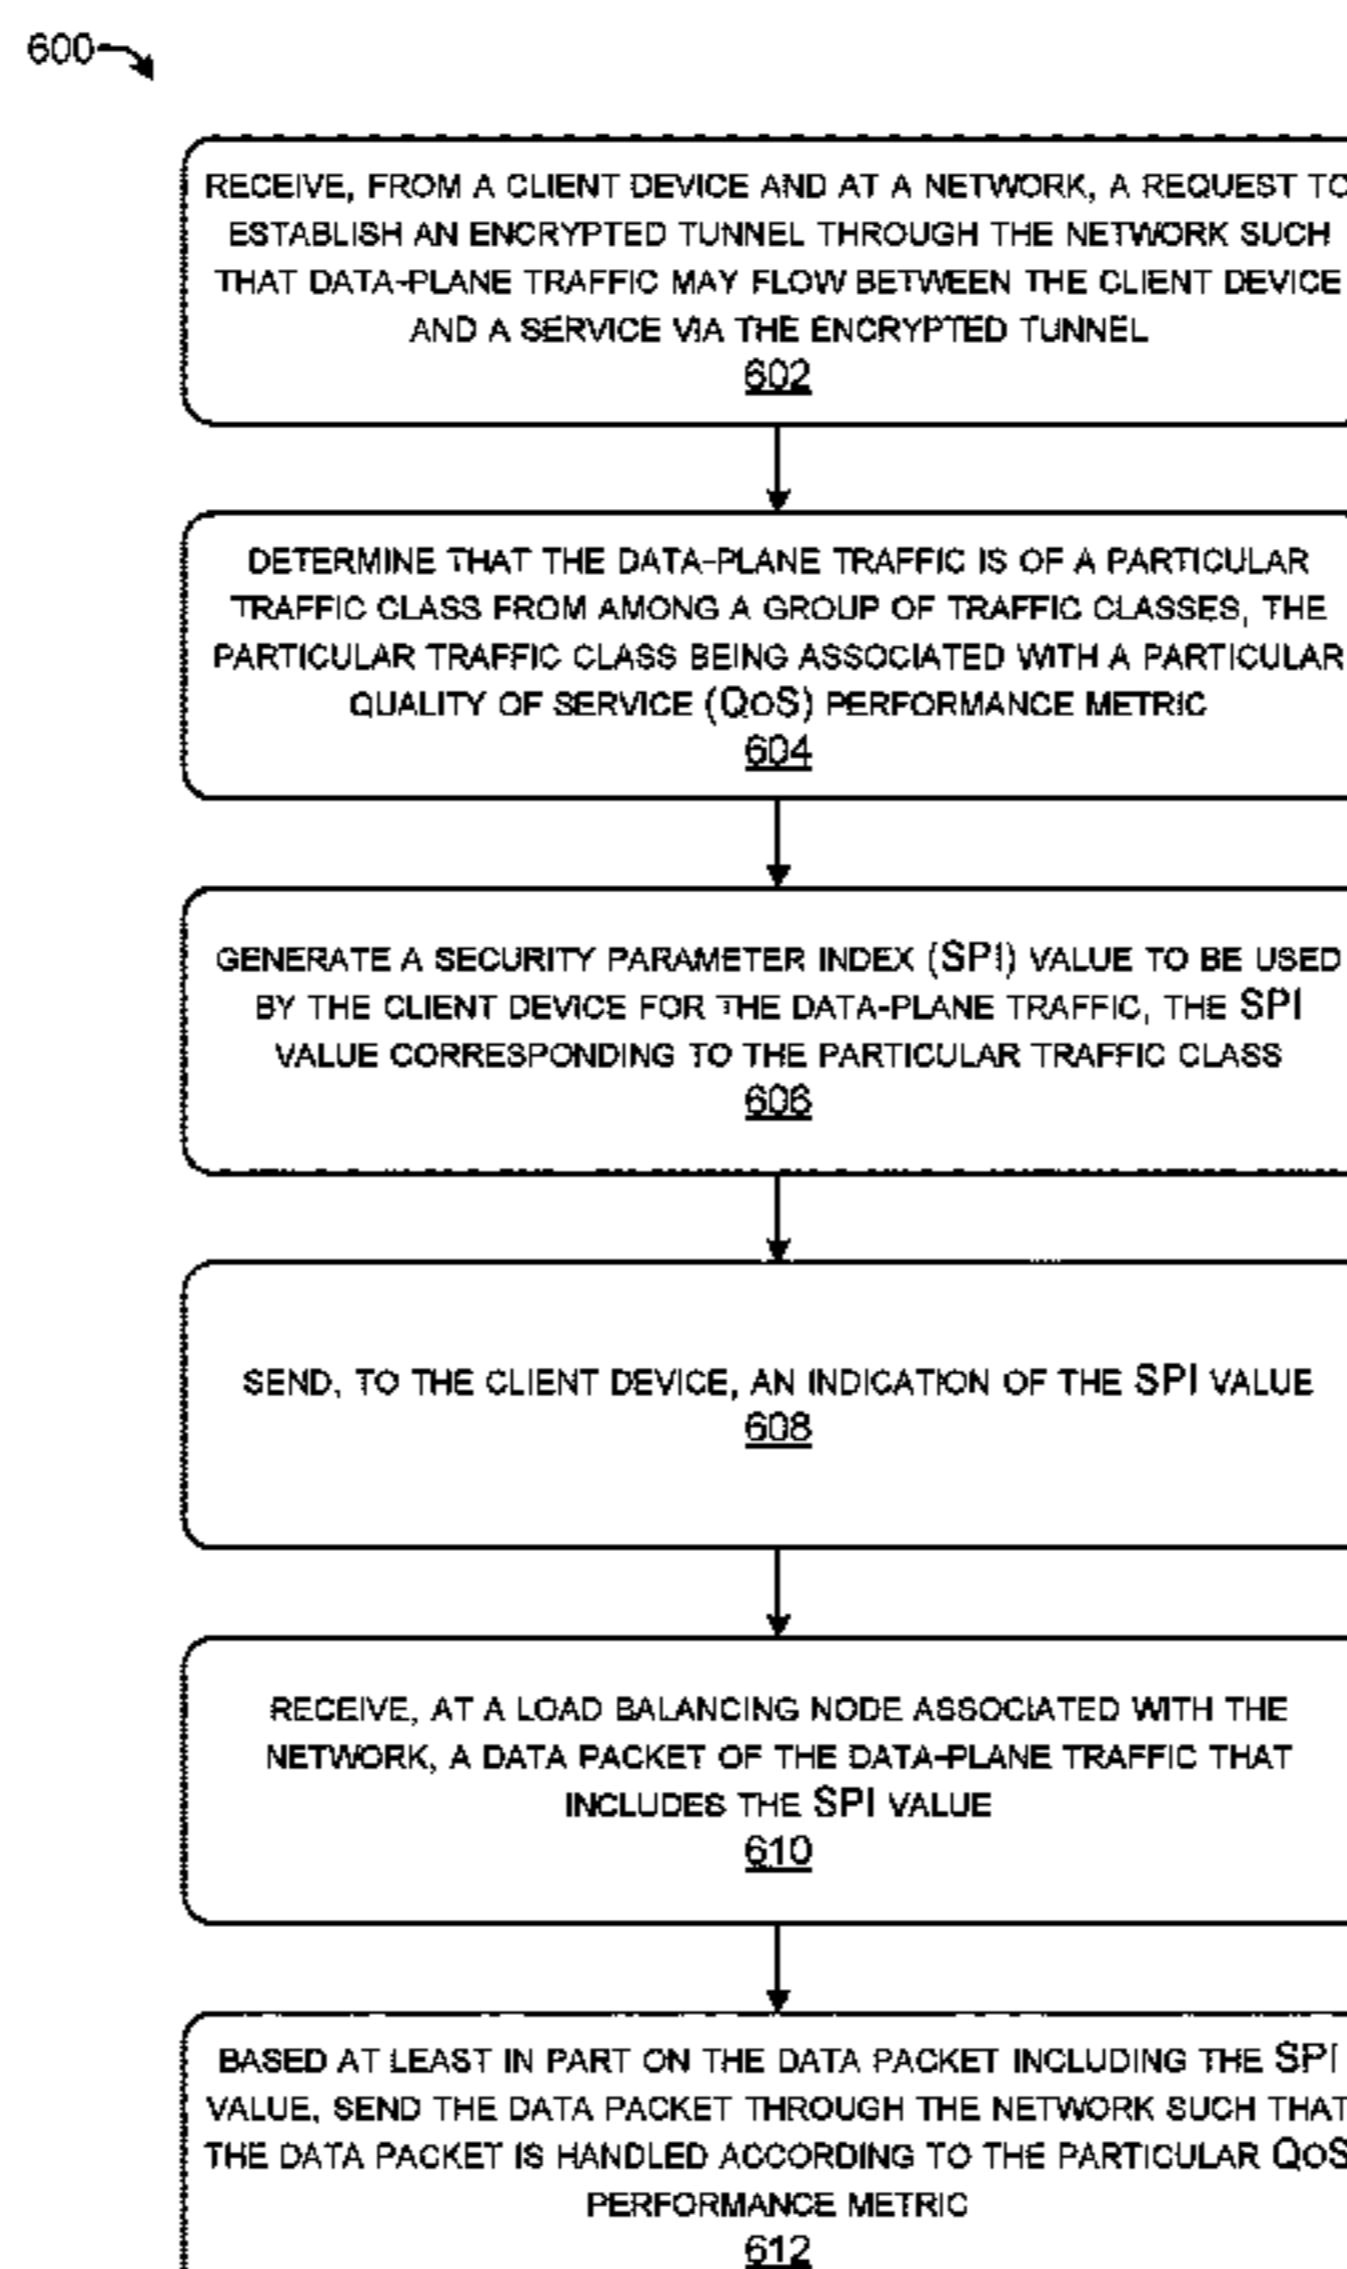 600
RECEIVE, FROM A CLIENT DEVICE AND AT A NETWORK, A REQUEST TO
ESTABLISH AN ENCRYPTED TUNNEL THROUGH THE NETWORK SUCH
THAT DATA-PLANE TRAFFIC MAY FLOW BETWEEN THE CLIENT DEVICE
AND A SERVICE VIA THE ENCRYPTED TUNNEL
602
DETERMINE THAT THE DATA-PLANE TRAFFIC IS OF A PARTICULAR
TRAFFIC CLASS FROM AMONG A GROUP OF TRAFFIC CLASSES, THE
PARTICULAR TRAFFIC CLASS BEING ASSOCIATED WITH A PARTICULAR
QUALITY OF SERVICE (QOS) PERFORMANCE METRIC
604
GENERATE A SECURITY PARAMETER INDEX (SPI) VALUE TO BE USED
BY THE CLIENT DEVICE FOR THE DATA-PLANE TRAFFIC, THE SPI
VALUE CORRESPONDING TO THE PARTICULAR TRAFFIC CLASS
606
SEND, TO THE CLIENT DEVICE, AN INDICATION OF THE SPI VALUE
608
RECEIVE, AT A LOAD BALANCING NODE ASSOCIATED WITH THE
NETWORK, A DATA PACKET OF THE DATA-PLANE TRAFFIC THAT
INCLUDES THE SPI VALUE
610
BASED AT LEAST IN PART ON THE DATA PACKET INCLUDING THE SPI
VALUE, SEND THE DATA PACKET THROUGH THE NETWORK SUCH THAT
THE DATA PACKET IS HANDLED ACCORDING TO THE PARTICULAR QOS
PERFORMANCE METRIC
612